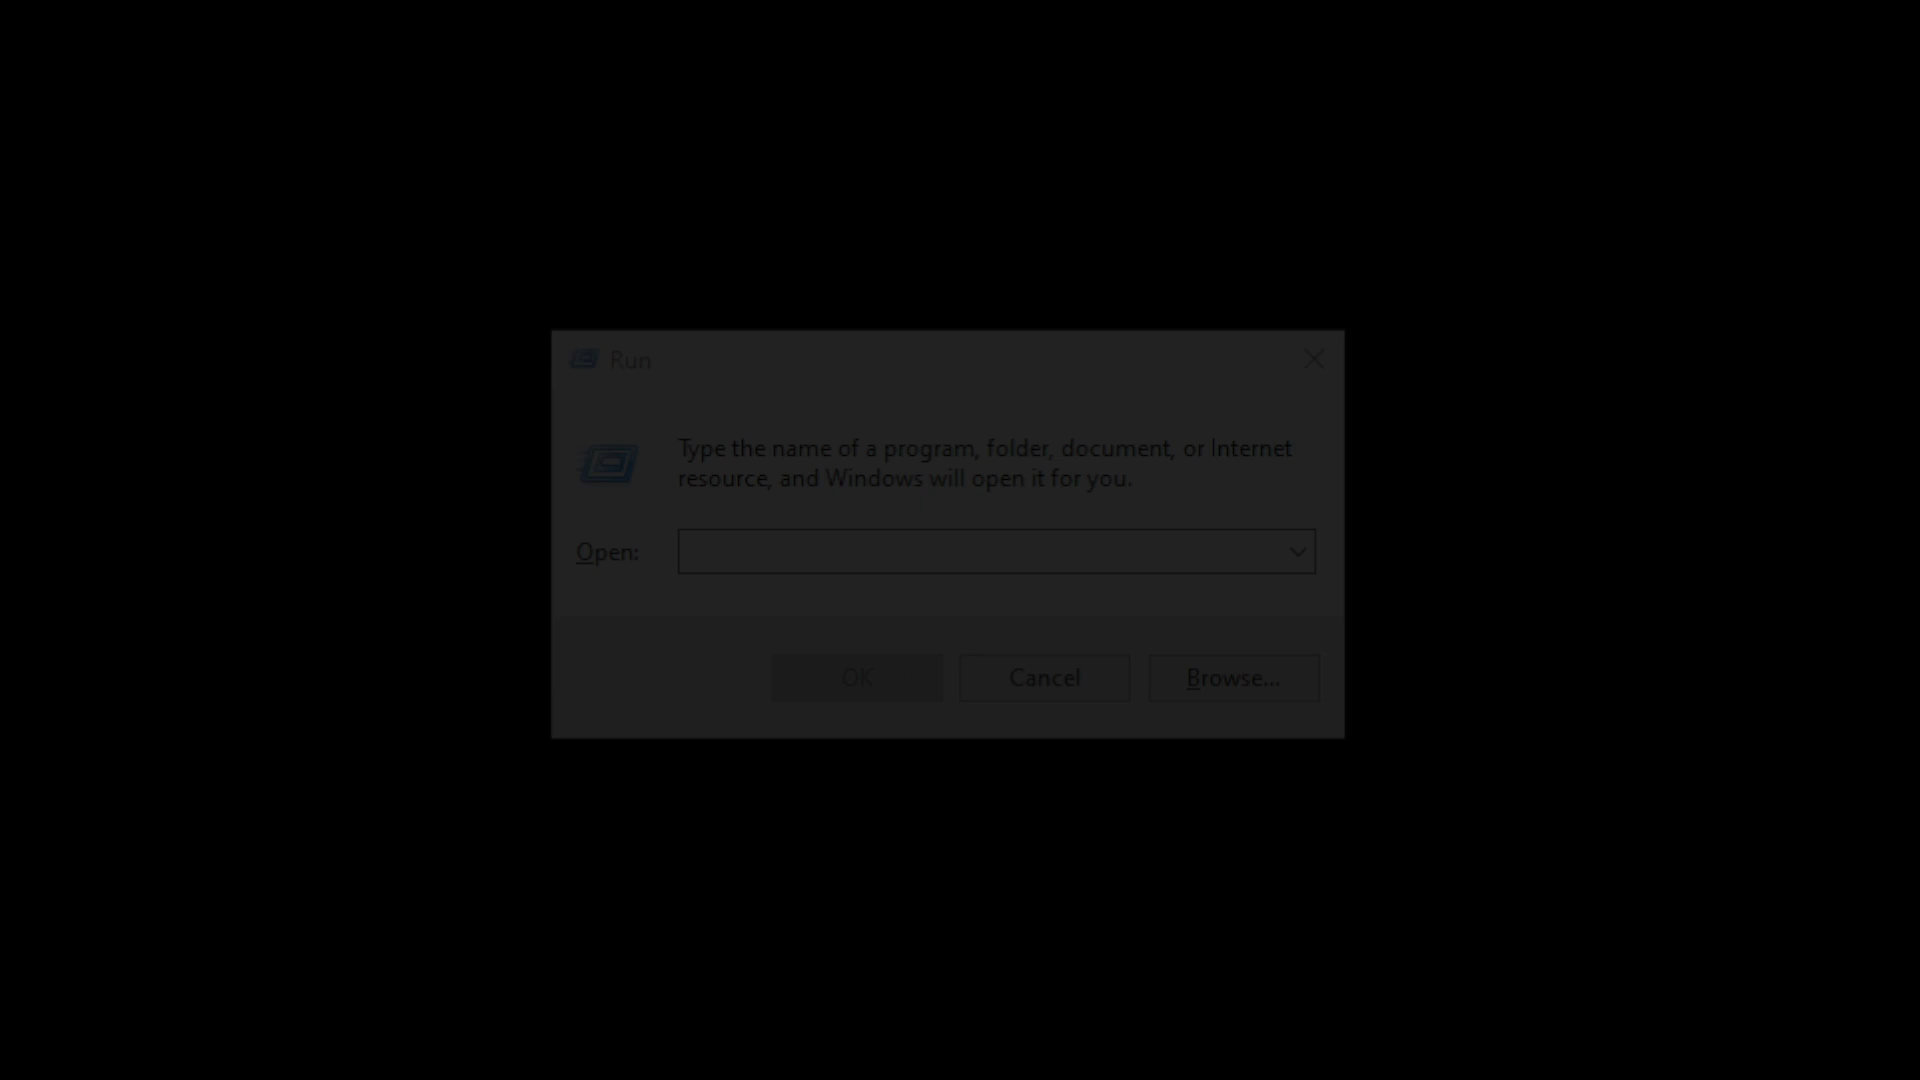 Run
Type the name of a program, folder, document, or Internet
resource, and Windows will open it for you.
Open:
OK
Cancel
Browse...